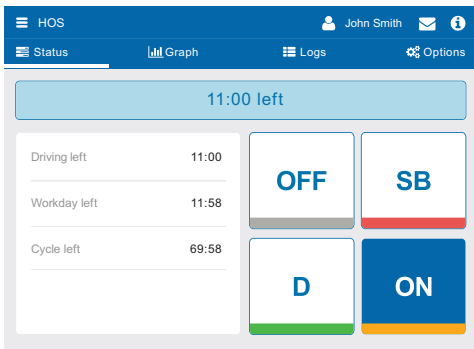 HOS John Smith
Status Graph Logs Options
11:00 left
Driving left 11:00
Workday left 11:58
Cycle left 69:58
OFF SB
D ON